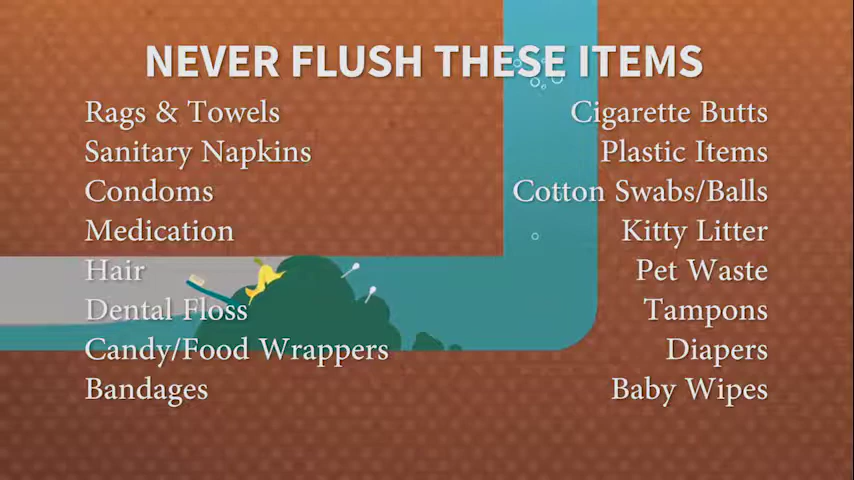 NEVER FLUSH THESE ITEMS
Rags & Towels
Sanitary Napkins
Condoms
Medication
Hair
Dental Floss
Candy/Food Wrappers
Bandages
Cigarette Butts
Plastic Items
Cotton Swabs/Balls
Kitty Litter
Pet Waste
Tampons
Diapers
Baby Wipes